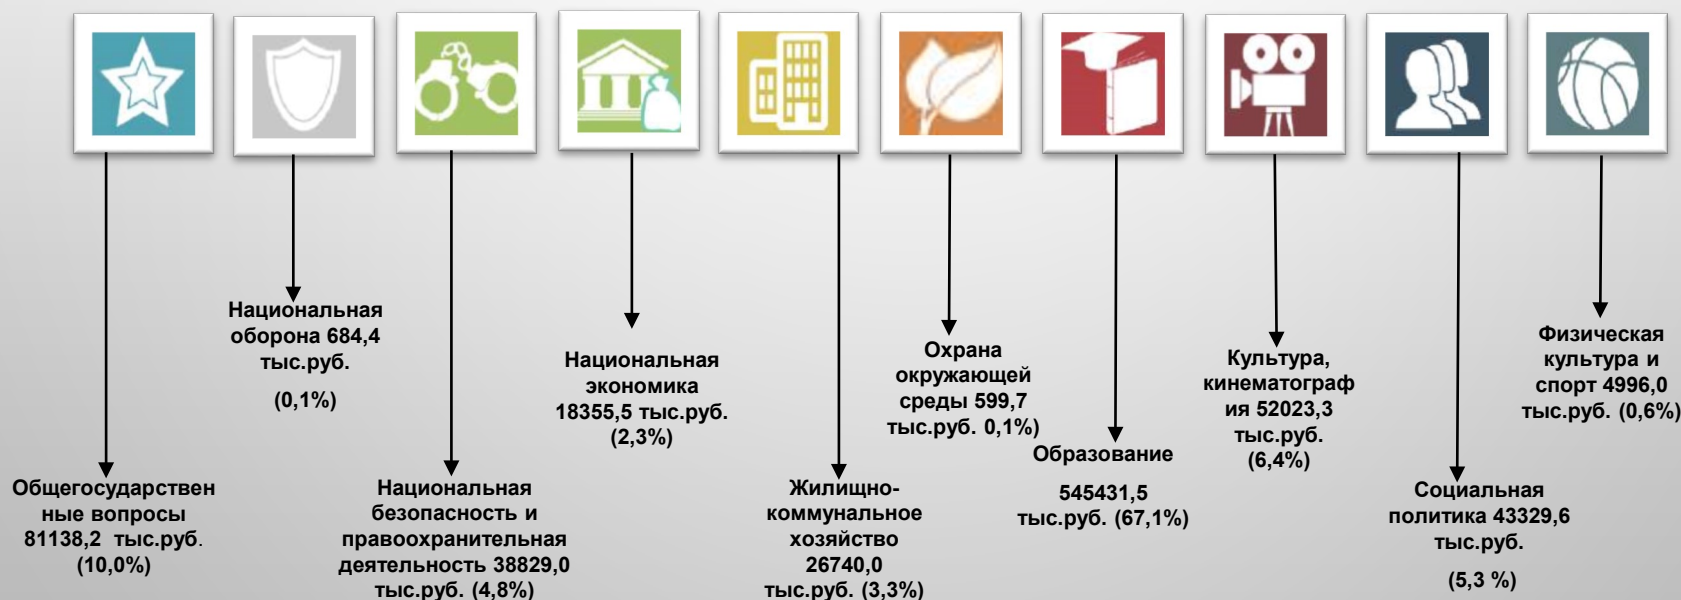 Общегосударствен
ные вопросы
81138,2 тыс.руб.
(10,0%)
Национальная
оборона 684,4
тыс.руб.
(0,1%)
Национальная
безопасность и
правоохранительная
деятельность 38829,0
тыс.руб. (4,8%)
Национальная
экономика
18355,5 тыс.руб.
(2,3%)
Жилищно-
коммунальное
хозяйство
26740,0
тыс.руб. (3,3%)
Охрана
окружающей
среды 599,7
тыс.руб. 0,1%)
Образование
545431,5
тыс.руб. (67,1%)
Культура,
кинематограф
ия 52023,3
тыс.руб.
(6,4%)
Социальная
политика 43329,6
тыс.руб.
(5,3 %)
Физическая
культура и
спорт 4996,0
тыс.руб. (0,6%)